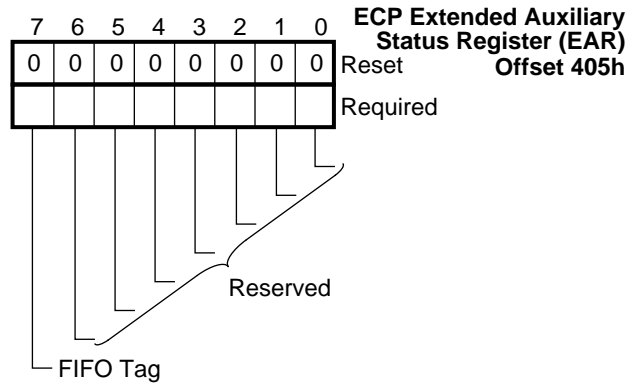 ECP Extended Auxiliary
Status Register (EAR)
Offset 405h
7 6 5 4 3 2 1 0
0 0 0 0 0 0 0 0 Reset
Required
Reserved
FIFO Tag